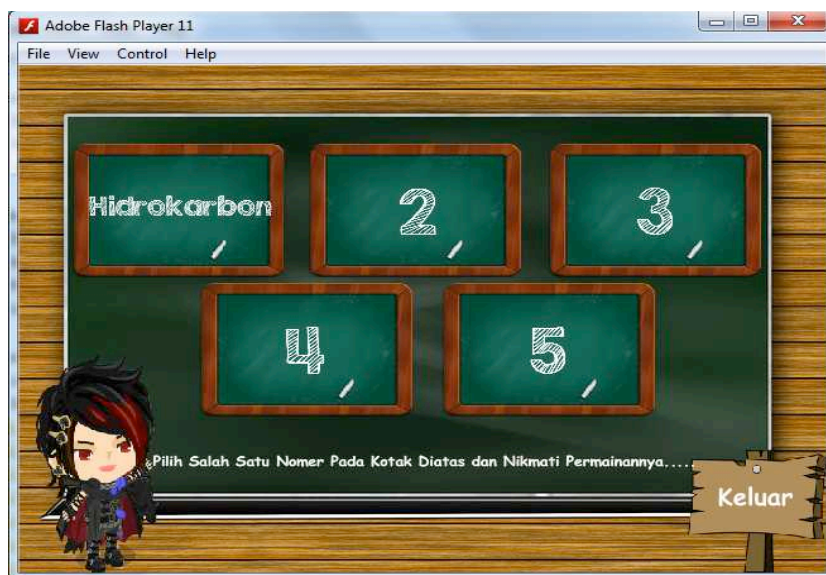 Adobe Flash Player 11
File View Control Help
Hidrokarbon
2
3
4
5
Pilih Salah Satu Nomer Pada Kotak Diatas dan Nikmati Permainannya.....
Keluar